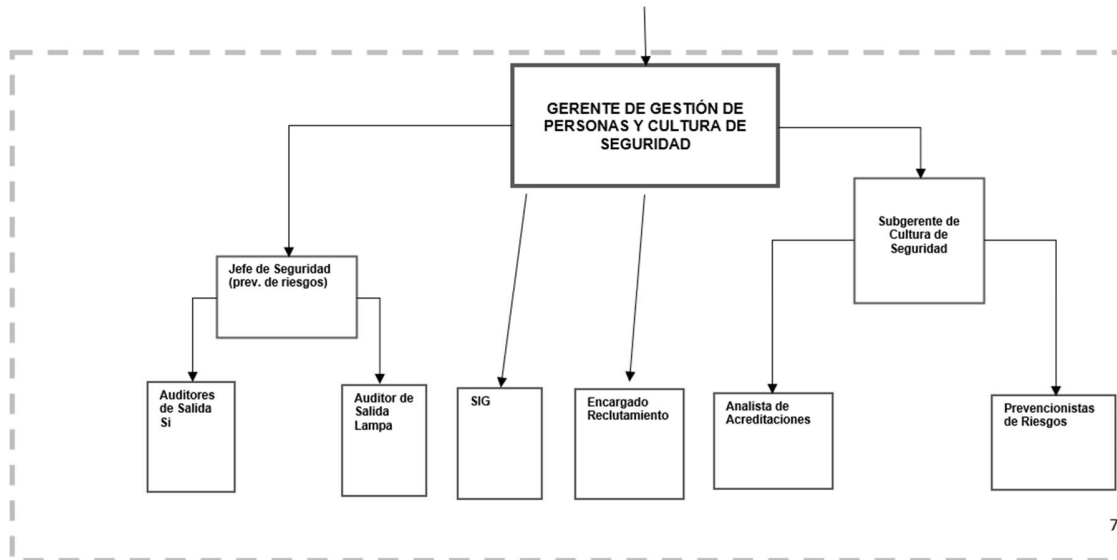 GERENTE DE GESTIÓN DE
PERSONAS Y CULTURA DE
SEGURIDAD
Subgerente de
Cultura de
Seguridad
Jefe de Seguridad
(prev. de riesgos)
Auditores
de Salida
Si
Auditor de
Salida
Lampa
SIG
Encargado
Reclutamiento
Analista de
Acreditaciones
Prevencionistas
de Riesgos
7